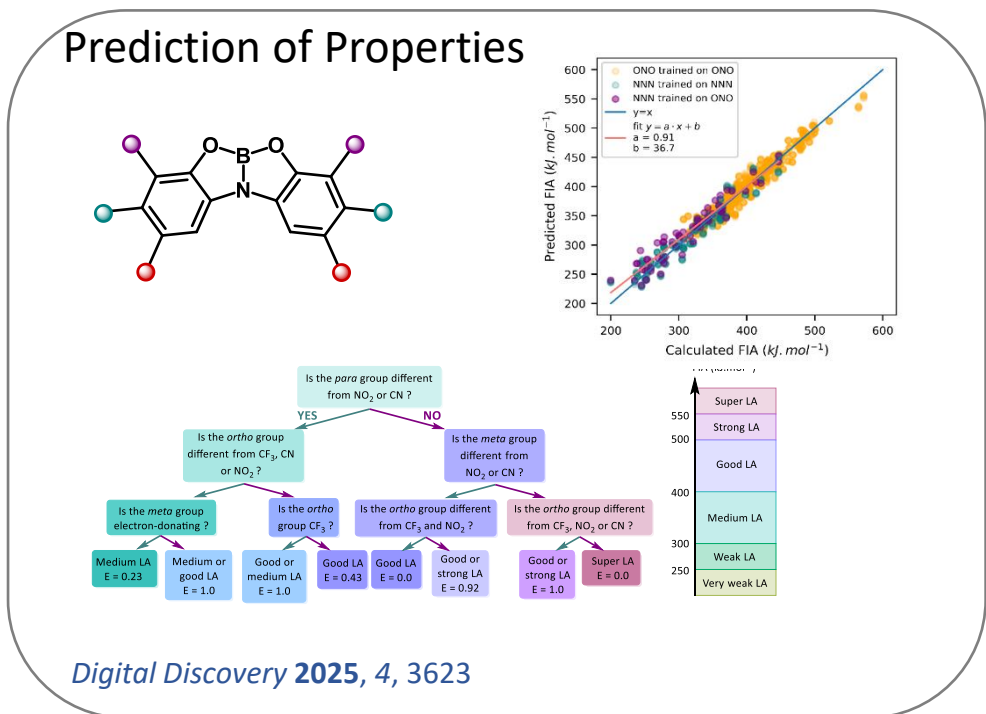 Prediction of Properties
O
B
O
N
600
550
500
450
400
350
300
250
200
Predicted FIA (kJ.mol⁻¹)
ONO trained on ONO
NNN trained on NNN
NNN trained on ONO
y=x
fit y = a · x + b
a = 0.91
b = 36.7
200 300 400 500 600
Calculated FIA (kJ.mol⁻¹)
Is the para group different
from NO₂ or CN ?
YES
NO
Is the ortho group
different from CF₃, CN
or NO₂ ?
Is the meta group
different from
NO₂ or CN ?
Is the meta group
electron-donating ?
Is the ortho
group CF₃ ?
Is the ortho group different
from CF₃ and NO₂ ?
Is the ortho group different
from CF₃, NO₂ or CN ?
Medium LA
E = 0.23
Medium or
good LA
E = 1.0
Good or
medium LA
E = 1.0
Good LA
E = 0.43
Good LA
E = 0.0
Good or
strong LA
E = 0.92
Good or
strong LA
E = 1.0
Super LA
E = 0.0
Super LA
550
Strong LA
500
Good LA
400
Medium LA
300
Weak LA
250
Very weak LA
Digital Discovery 2025, 4, 3623